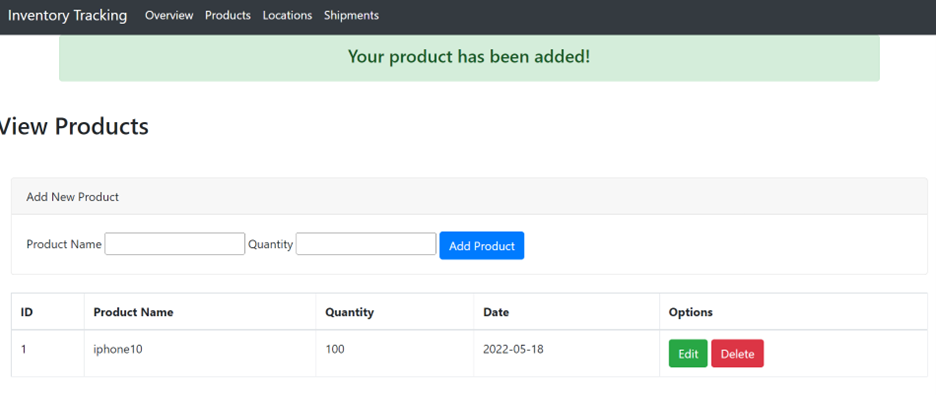 Inventory Tracking Overview Products Locations Shipments
Your product has been added!
View Products
Add New Product
Product Name Quantity Add Product
ID Product Name Quantity Date Options
1 iphone10 100 2022-05-18 Edit Delete